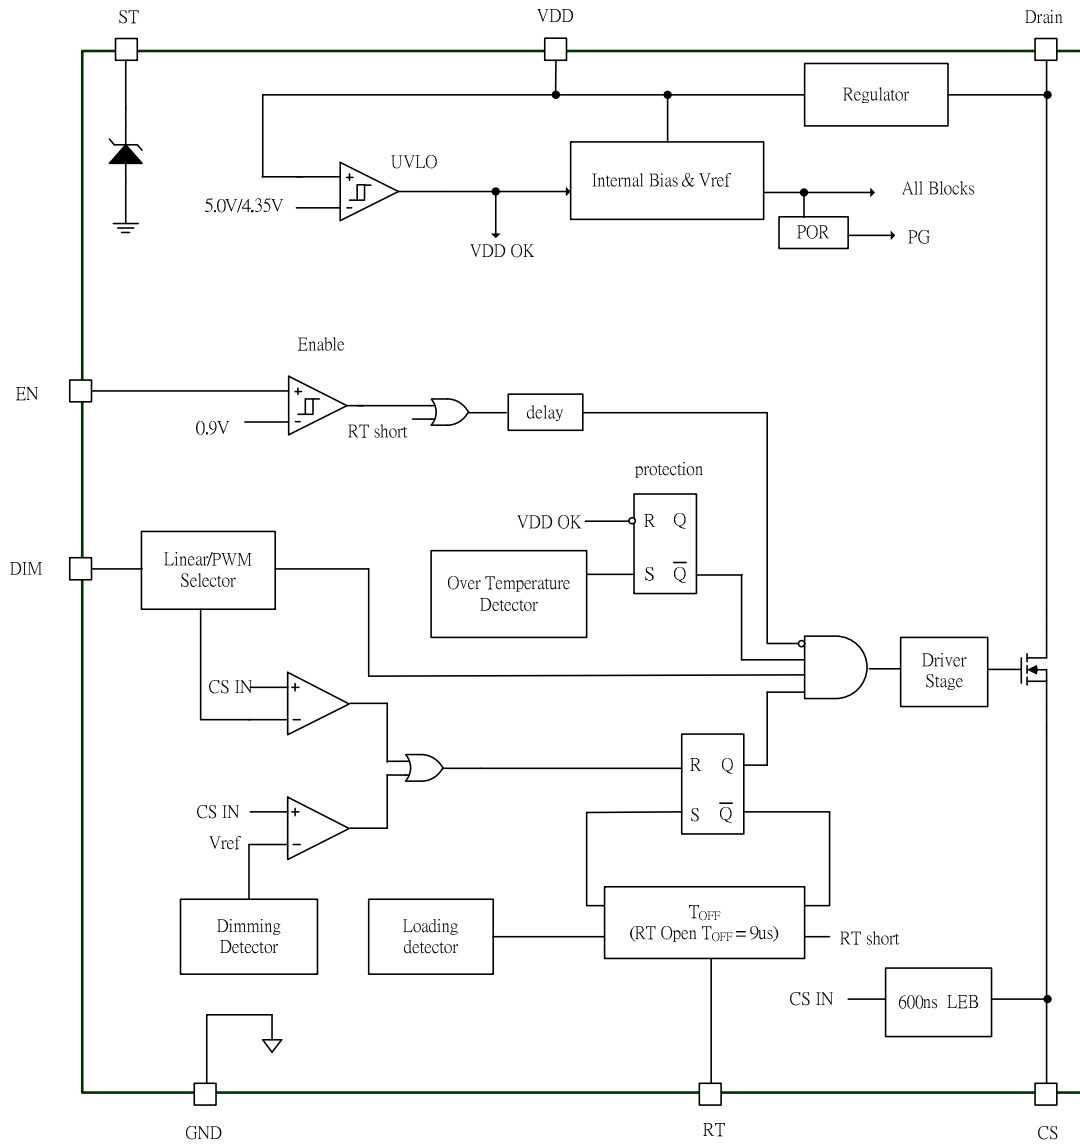 ST
VDD
Drain
Regulator
UVLO
+
−
5.0V/4.35V
Internal Bias & Vref
All Blocks
POR
PG
VDD OK
Enable
EN
+
−
0.9V
RT short
delay
protection
VDD OK
R Q
S Q̅
DIM
Linear/PWM
Selector
Over Temperature
Detector
CS IN
+
−
Driver
Stage
R Q
S Q̅
CS IN
+
Vref
−
Dimming
Detector
Loading
detector
TOFF
(RT Open TOFF = 9us)
RT short
CS IN
600ns LEB
GND
RT
CS